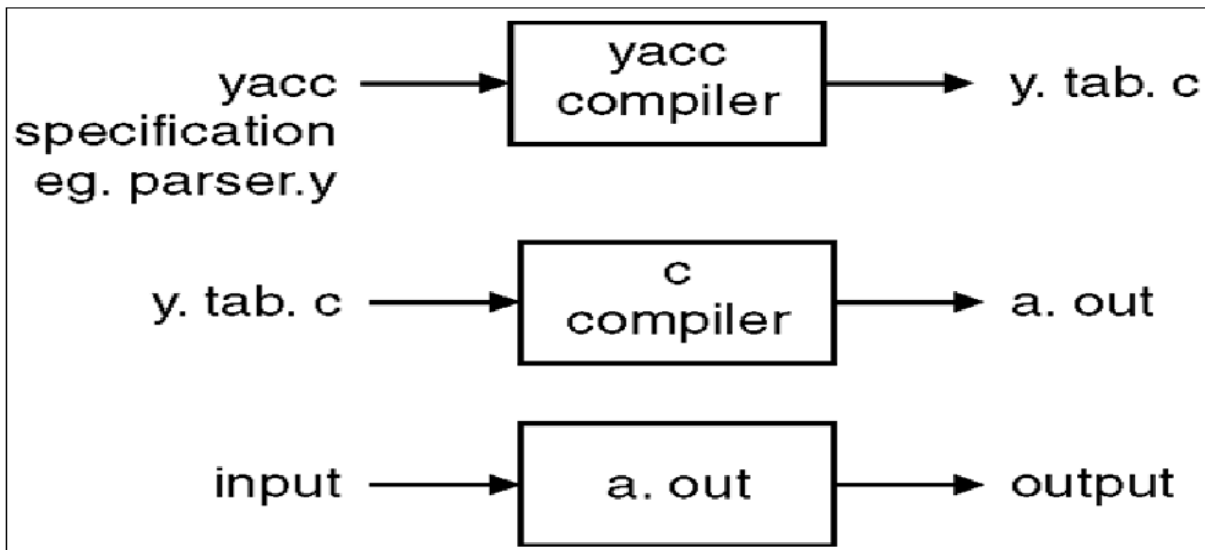 yacc
specification
eg. parser.y
yacc
compiler
y. tab. c
y. tab. c
c
compiler
a. out
input
a. out
output